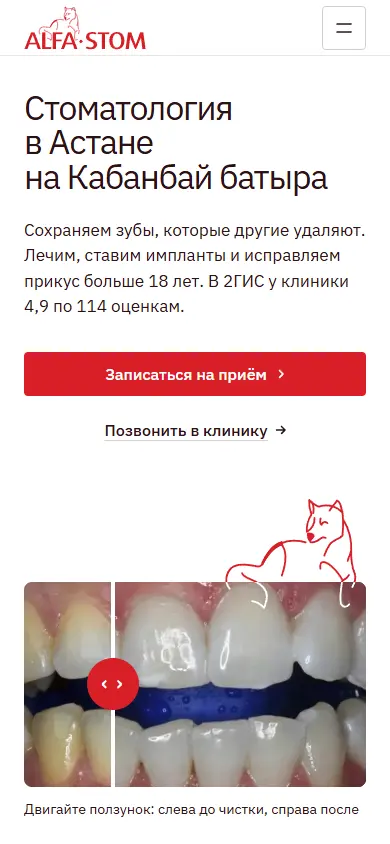 ALFA·STOM
Стоматология
в Астане
на Кабанбай батыра
Сохраняем зубы, которые другие удаляют.
Лечим, ставим импланты и исправляем
прикус больше 18 лет. В 2ГИС у клиники
4,9 по 114 оценкам.
Записаться на приём
Позвонить в клинику
Двигайте ползунок: слева до чистки, справа после